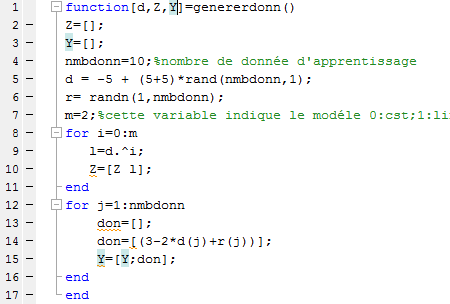 1 function[d,Z,Y]=genererdonn()
2 Z=[];
3 Y=[];
4 nmbdonn=10;%nombre de donnée d'apprentissage
5 d = -5 + (5+5)*rand(nmbdonn,1);
6 r= randn(1,nmbdonn);
7 m=2;%cette variable indique le modéle 0:cst;1:li
8 for i=0:m
9 l=d.^i;
10 Z=[Z l];
11 end
12 for j=1:nmbdonn
13 don=[];
14 don=[(3-2*d(j)+r(j))];
15 Y=[Y;don];
16 end
17 end